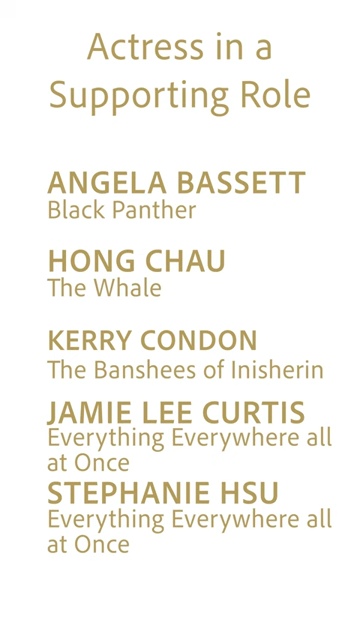 Actress in a
Supporting Role
ANGELA BASSETT
Black Panther
HONG CHAU
The Whale
KERRY CONDON
The Banshees of Inisherin
JAMIE LEE CURTIS
Everything Everywhere all
at Once
STEPHANIE HSU
Everything Everywhere all
at Once